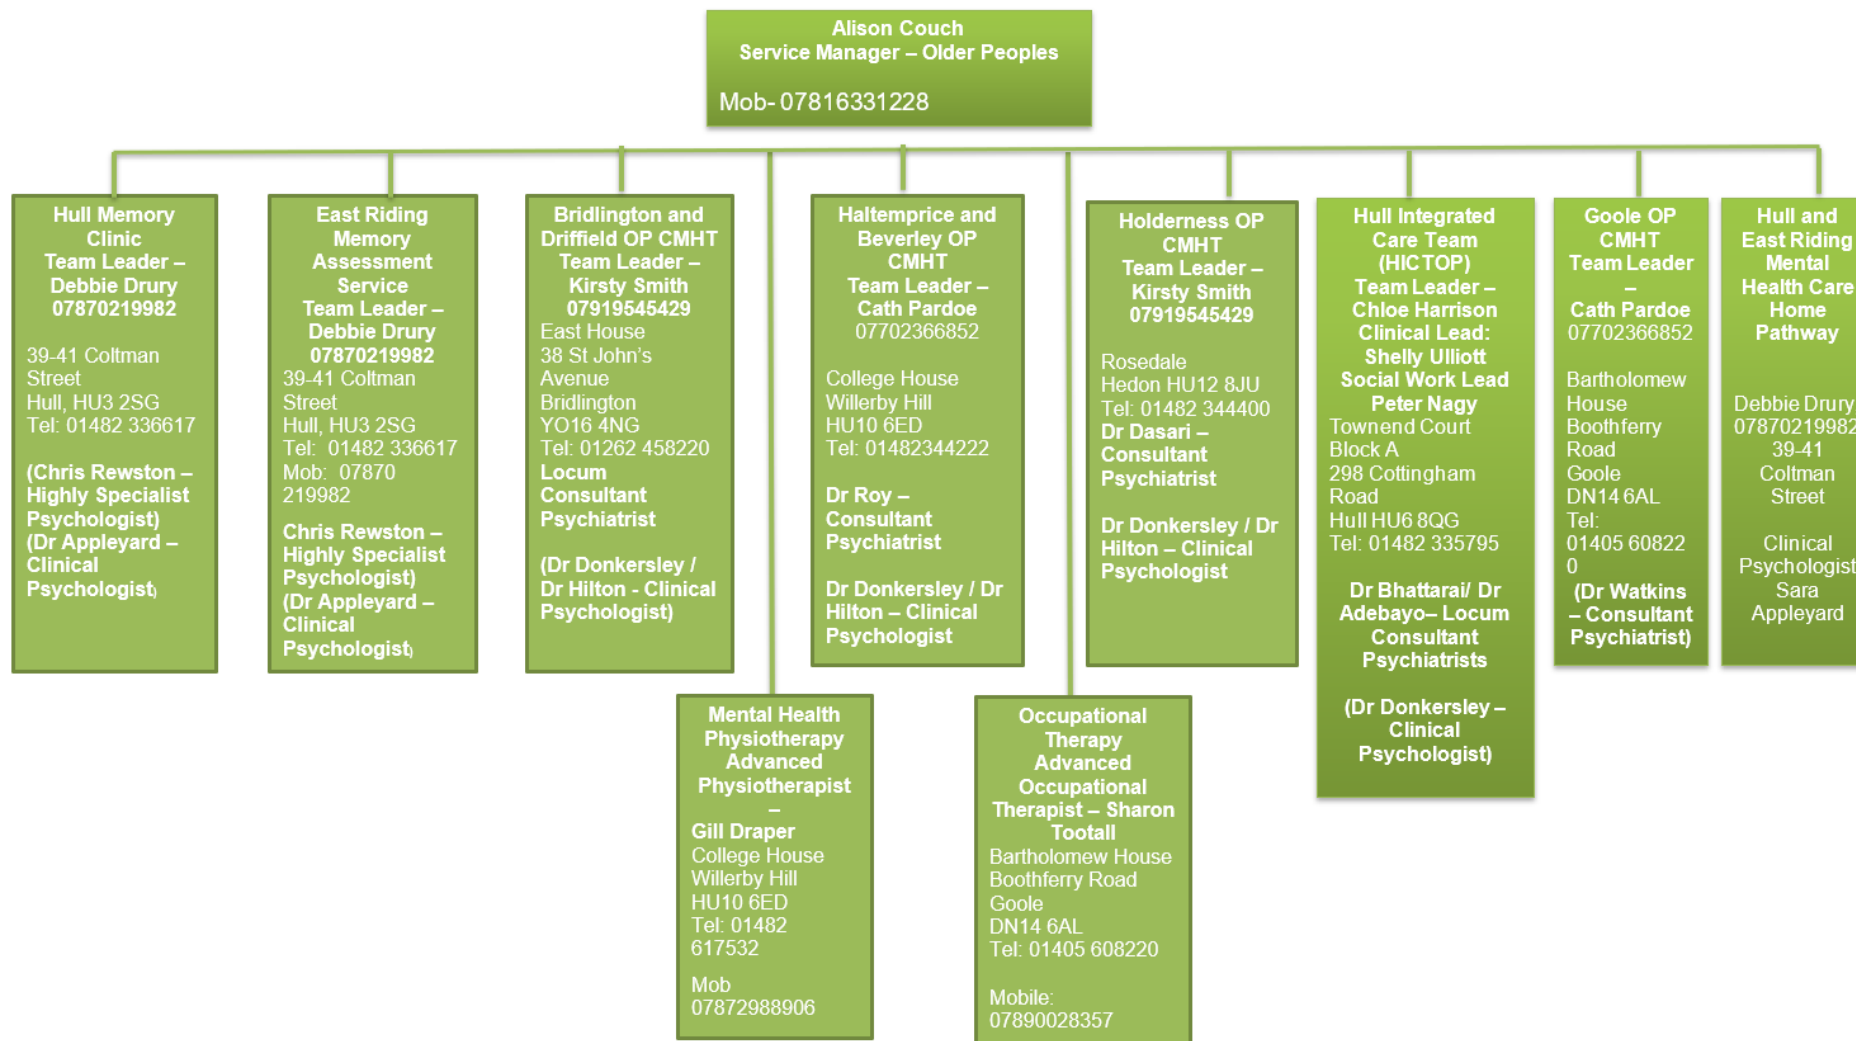 Alison Couch
Service Manager – Older Peoples
Mob- 07816331228
Hull Memory
Clinic
Team Leader –
Debbie Drury
07870219982
39-41 Coltman
Street
Hull, HU3 2SG
Tel: 01482 336617
(Chris Rewston –
Highly Specialist
Psychologist)
(Dr Appleyard –
Clinical
Psychologist)
East Riding
Memory
Assessment
Service
Team Leader –
Debbie Drury
07870219982
39-41 Coltman
Street
Hull, HU3 2SG
Tel:  01482 336617
Mob:  07870
219982
Chris Rewston –
Highly Specialist
Psychologist)
(Dr Appleyard –
Clinical
Psychologist)
Bridlington and
Driffield OP CMHT
Team Leader –
Kirsty Smith
07919545429
East House
38 St John’s
Avenue
Bridlington
YO16 4NG
Tel: 01262 458220
Locum
Consultant
Psychiatrist
(Dr Donkersley /
Dr Hilton - Clinical
Psychologist)
Haltemprice and
Beverley OP
CMHT
Team Leader –
Cath Pardoe
07702366852
College House
Willerby Hill
HU10 6ED
Tel: 01482344222
Dr Roy –
Consultant
Psychiatrist
Dr Donkersley / Dr
Hilton – Clinical
Psychologist
Holderness OP
CMHT
Team Leader –
Kirsty Smith
07919545429
Rosedale
Hedon HU12 8JU
Tel: 01482 344400
Dr Dasari –
Consultant
Psychiatrist
Dr Donkersley / Dr
Hilton – Clinical
Psychologist
Hull Integrated
Care Team
(HICTOP)
Team Leader –
Chloe Harrison
Clinical Lead:
Shelly Ulliott
Social Work Lead
Peter Nagy
Townend Court
Block A
298 Cottingham
Road
Hull HU6 8QG
Tel: 01482 335795
Dr Bhattarai/ Dr
Adebayo– Locum
Consultant
Psychiatrists
(Dr Donkersley –
Clinical
Psychologist)
Goole OP
CMHT
Team Leader
–
Cath Pardoe
07702366852
Bartholomew
House
Boothferry
Road
Goole
DN14 6AL
Tel:
01405 60822
0
(Dr Watkins
– Consultant
Psychiatrist)
Hull and
East Riding
Mental
Health Care
Home
Pathway
Debbie Drury
07870219982
39-41
Coltman
Street
Clinical
Psychologist
Sara
Appleyard
Mental Health
Physiotherapy
Advanced
Physiotherapist
–
Gill Draper
College House
Willerby Hill
HU10 6ED
Tel: 01482
617532
Mob
07872988906
Occupational
Therapy
Advanced
Occupational
Therapist – Sharon
Tootall
Bartholomew House
Boothferry Road
Goole
DN14 6AL
Tel: 01405 608220
Mobile:
07890028357